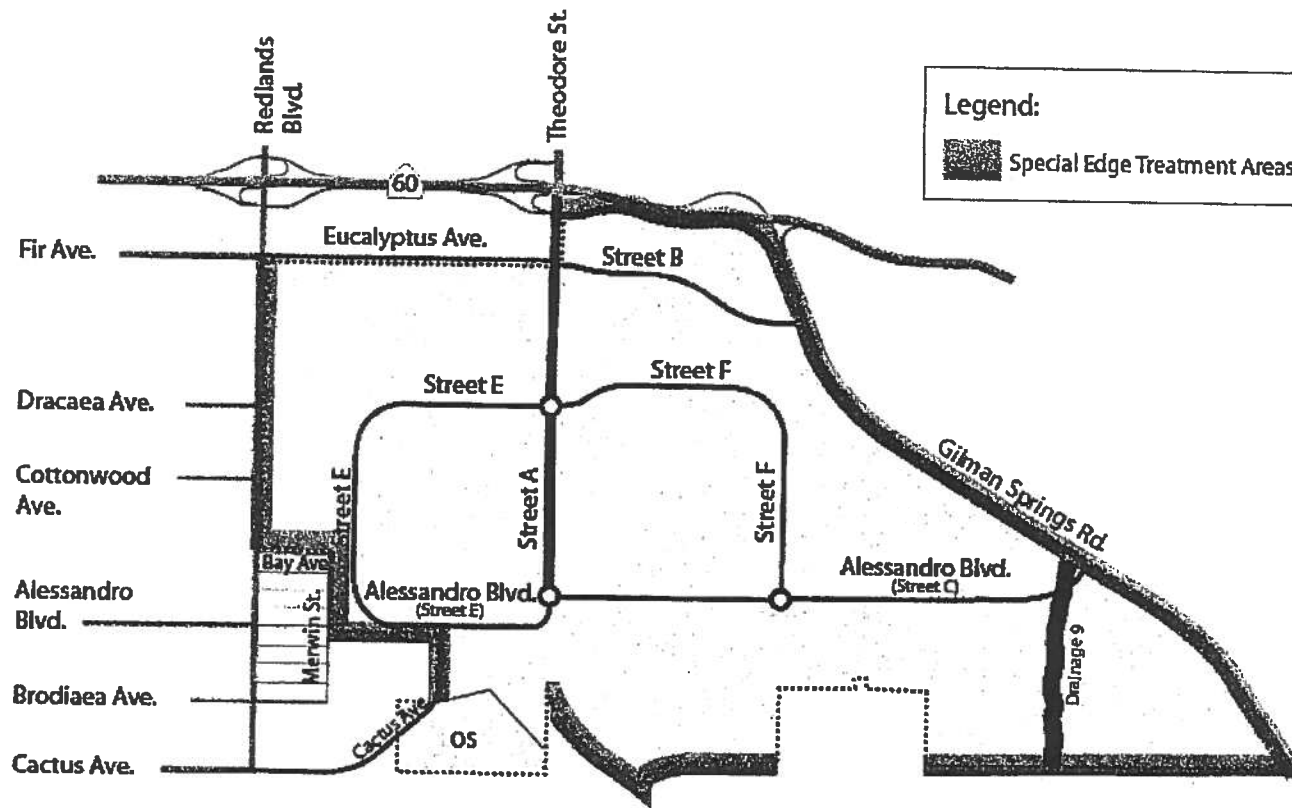 Redlands
Blvd.
Theodore St.
Legend:
Special Edge Treatment Areas
60
Fir Ave.
Eucalyptus Ave.
Street B
Street E
Street F
Dracaea Ave.
Cottonwood
Ave.
Street E
Street A
Street F
Gilman Springs Rd.
Bay Ave
Alessandro
Blvd.
Merwin St.
Alessandro Blvd.
(Street E)
Alessandro Blvd.
(Street C)
Drainage 9
Brodiaea Ave.
Cactus Ave
OS
Cactus Ave.